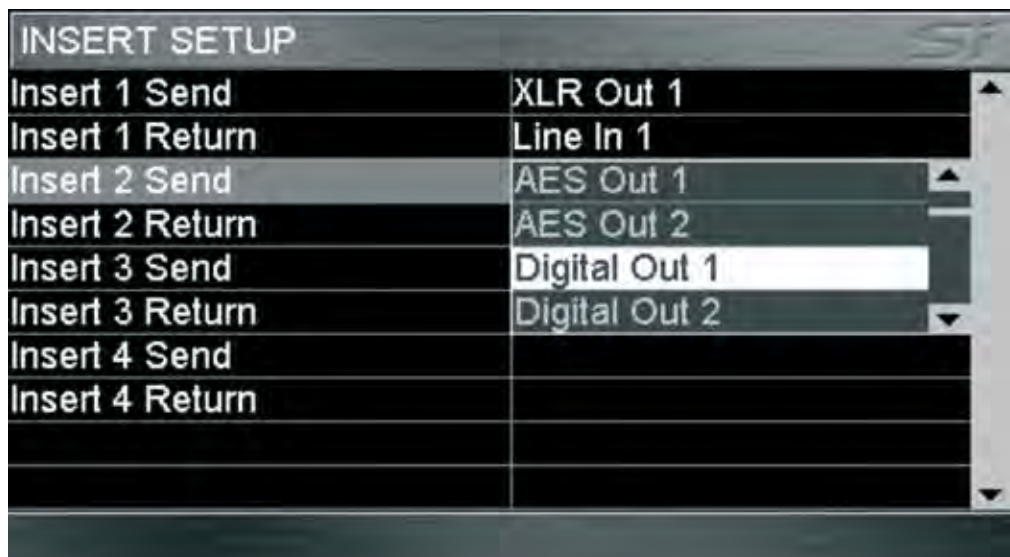 INSERT SETUP
Si
Insert 1 Send XLR Out 1
Insert 1 Return Line In 1
Insert 2 Send AES Out 1
Insert 2 Return AES Out 2
Insert 3 Send Digital Out 1
Insert 3 Return Digital Out 2
Insert 4 Send
Insert 4 Return